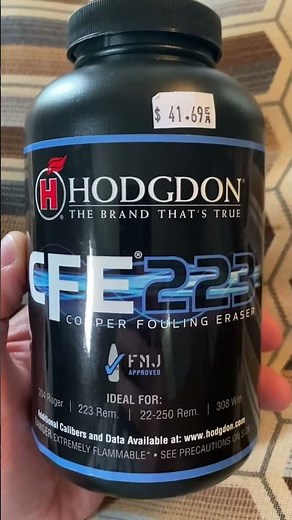 $ 41.69 EA
H HODGDON®
THE BRAND THAT'S TRUE
CFE®223
COPPER FOULING ERASER
FMJ
APPROVED
IDEAL FOR:
204 Ruger | 223 Rem. | 22-250 Rem. | 308 Win
Additional Calibers and Data Available at: www.hodgdon.com
DANGER EXTREMELY FLAMMABLE* • SEE PRECAUTIONS ON